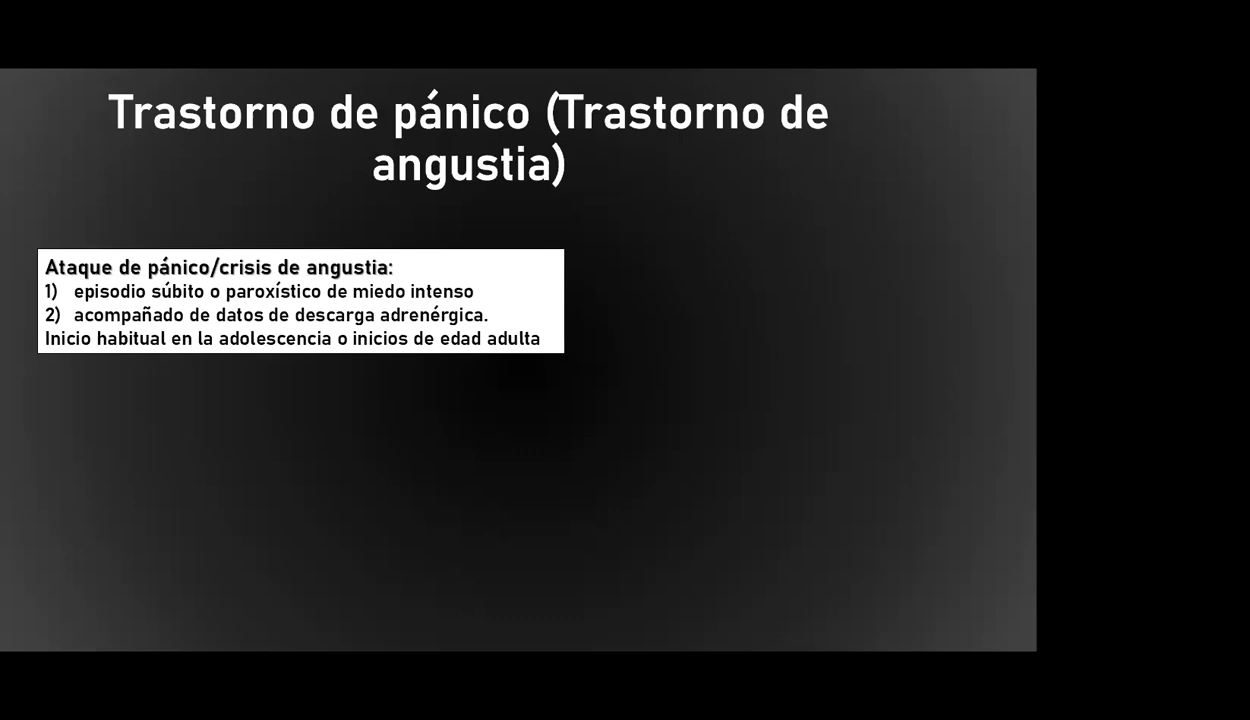 Trastorno de pánico (Trastorno de
angustia)
Ataque de pánico/crisis de angustia:
1) episodio súbito o paroxístico de miedo intenso
2) acompañado de datos de descarga adrenérgica.
Inicio habitual en la adolescencia o inicios de edad adulta